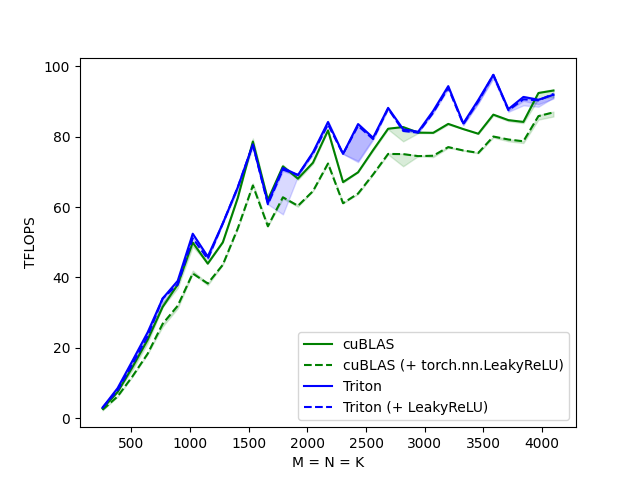 100
80
60
40
20
0
TFLOPS
500 1000 1500 2000 2500 3000 3500 4000
M = N = K
cuBLAS
cuBLAS (+ torch.nn.LeakyReLU)
Triton
Triton (+ LeakyReLU)